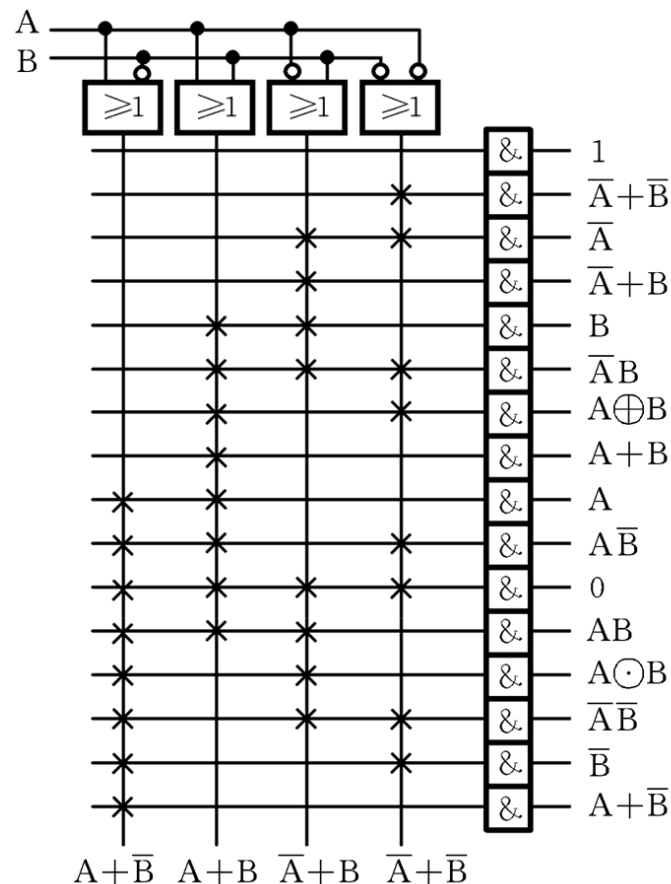 A
B
⩾1 ⩾1 ⩾1 ⩾1
& 1
& A̅+B̅
& A̅
& A̅+B
& B
& A̅B
& A⊕B
& A+B
& A
& AB̅
& 0
& AB
& A⊙B
& A̅B̅
& B̅
& A+B̅
A+B̅ A+B A̅+B A̅+B̅